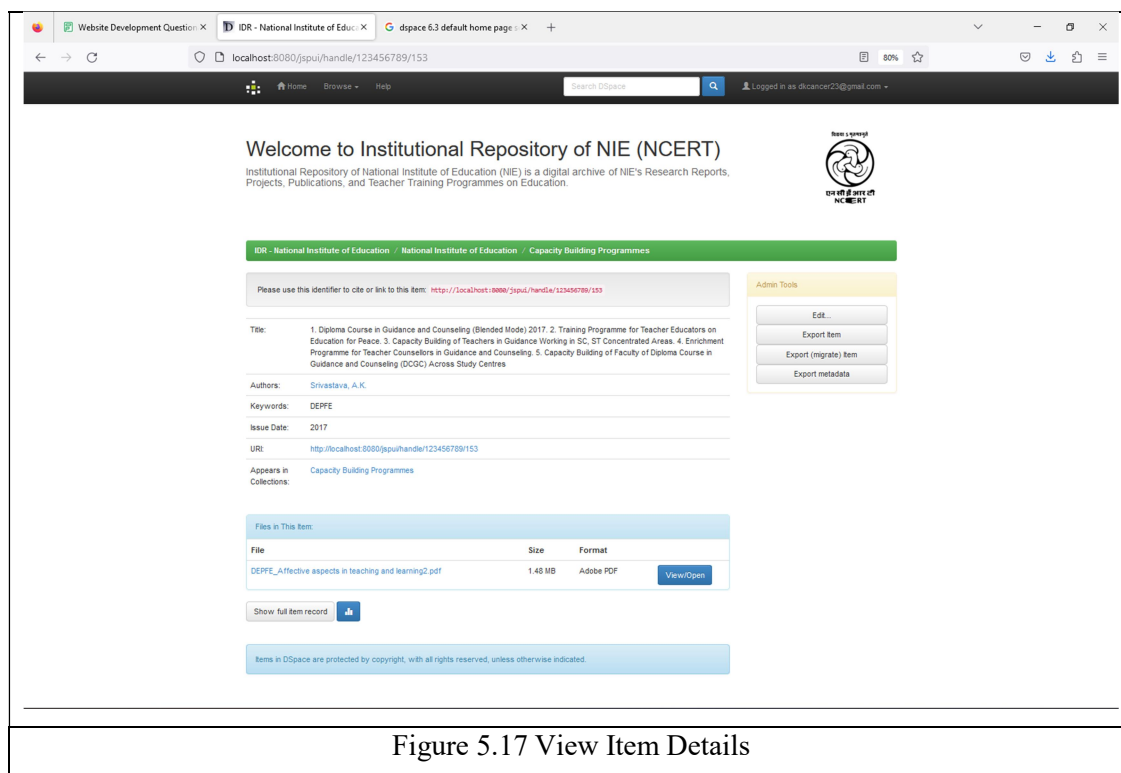 Website Development Question
IDR - National Institute of Educ
dspace 6.3 default home page s
localhost:8080/jspui/handle/123456789/153
80%
Home Browse Help
Search DSpace
Logged in as dkcancer23@gmail.com
Welcome to Institutional Repository of NIE (NCERT)
Institutional Repository of National Institute of Education (NIE) is a digital archive of NIE's Research Reports,
Projects, Publications, and Teacher Training Programmes on Education.
एन सी ई आर टी
NCERT
IDR - National Institute of Education / National Institute of Education / Capacity Building Programmes
Please use this identifier to cite or link to this item: http://localhost:8080/jspui/handle/123456789/153
Title: 1. Diploma Course in Guidance and Counseling (Blended Mode) 2017. 2. Training Programme for Teacher Educators on
Education for Peace. 3. Capacity Building of Teachers in Guidance Working in SC, ST Concentrated Areas. 4. Enrichment
Programme for Teacher Counsellors in Guidance and Counseling. 5. Capacity Building of Faculty of Diploma Course in
Guidance and Counseling (DCGC) Across Study Centres
Authors: Srivastava, A.K.
Keywords: DEPFE
Issue Date: 2017
URI: http://localhost:8080/jspui/handle/123456789/153
Appears in Capacity Building Programmes
Collections:
Admin Tools
Edit...
Export Item
Export (migrate) Item
Export metadata
Files in This Item:
File Size Format
DEPFE_Affective aspects in teaching and learning2.pdf 1.48 MB Adobe PDF View/Open
Show full item record
Items in DSpace are protected by copyright, with all rights reserved, unless otherwise indicated.
Figure 5.17 View Item Details